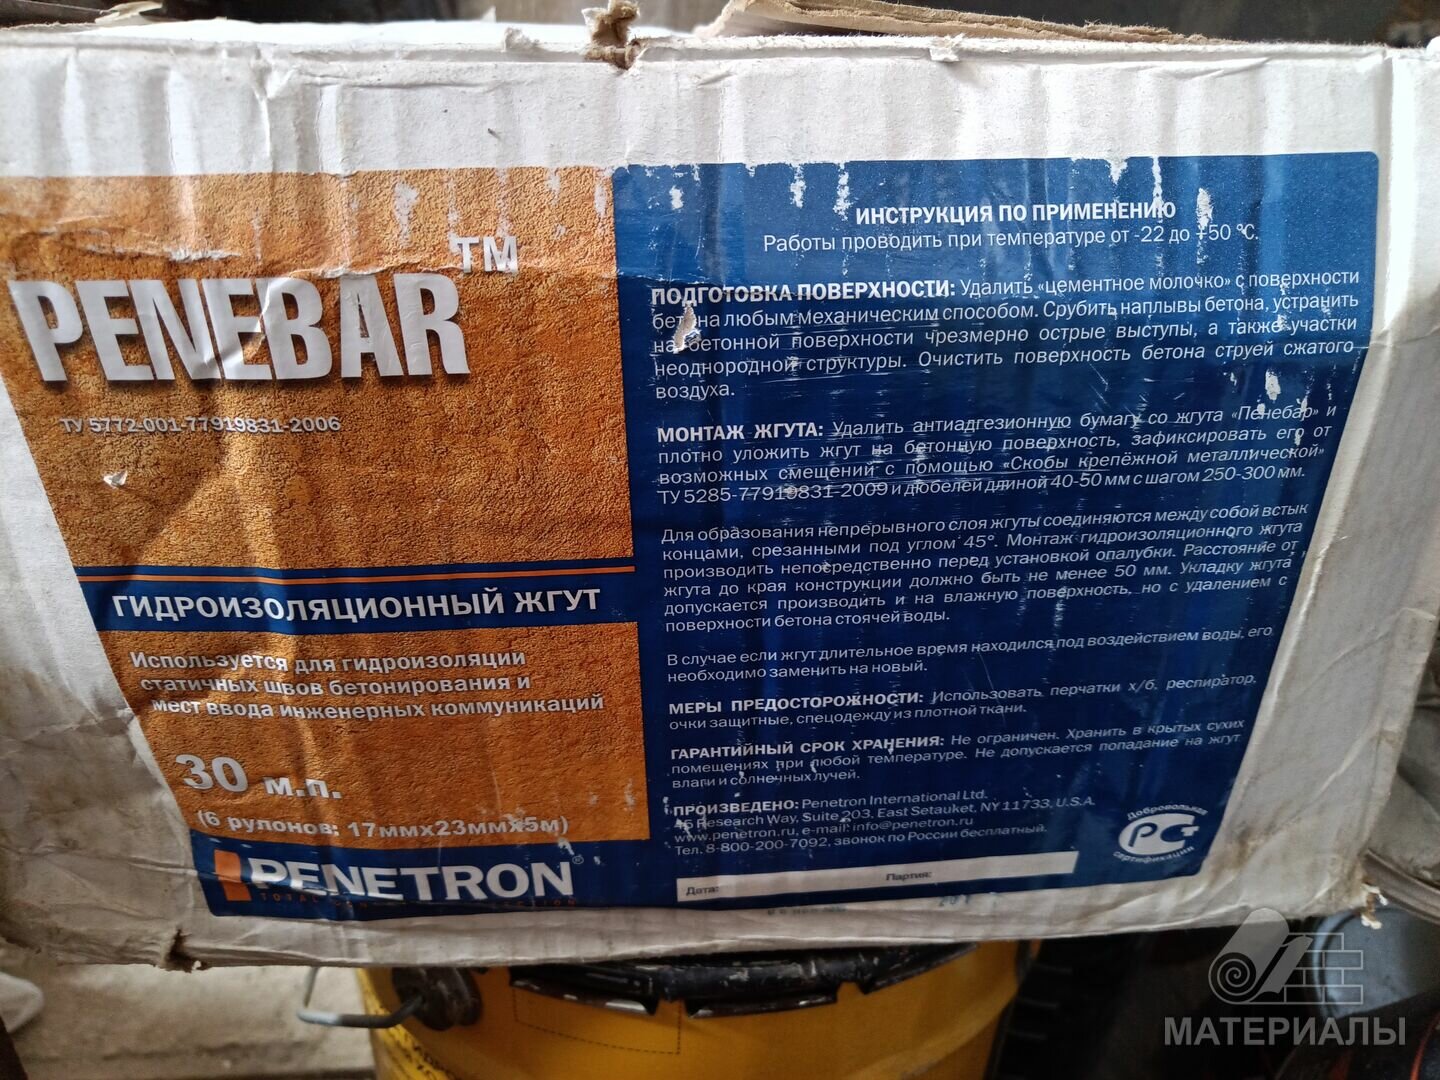 PENEBAR™
ТУ 5772-001-77919831-2006
ГИДРОИЗОЛЯЦИОННЫЙ ЖГУТ
Используется для гидроизоляции
статичных швов бетонирования и
мест ввода инженерных коммуникаций
30 м.п.
(6 рулонов: 17ммх23ммх5м)
PENETRON®
ИНСТРУКЦИЯ ПО ПРИМЕНЕНИЮ
Работы проводить при температуре от -22 до +50 °C.
ПОДГОТОВКА ПОВЕРХНОСТИ: Удалить «цементное молочко» с поверхности
бетона любым механическим способом. Срубить наплывы бетона, устранить
на бетонной поверхности чрезмерно острые выступы, а также участки
неоднородной структуры. Очистить поверхность бетона струей сжатого
воздуха.
МОНТАЖ ЖГУТА: Удалить антиадгезионную бумагу со жгута «Пенебар» и
плотно уложить жгут на бетонную поверхность, зафиксировать его от
возможных смещений с помощью «Скобы крепёжной металлической»
ТУ 5285-77919831-2009 и дюбелей длиной 40-50 мм с шагом 250-300 мм.
Для образования непрерывного слоя жгуты соединяются между собой встык
концами, срезанными под углом 45°. Монтаж гидроизоляционного жгута
производить непосредственно перед установкой опалубки. Расстояние от
жгута до края конструкции должно быть не менее 50 мм. Укладку жгута
допускается производить и на влажную поверхность, но с удалением с
поверхности бетона стоячей воды.
В случае если жгут длительное время находился под воздействием воды, его
необходимо заменить на новый.
МЕРЫ ПРЕДОСТОРОЖНОСТИ: Использовать перчатки х/б, респиратор,
очки защитные, спецодежду из плотной ткани.
ГАРАНТИЙНЫЙ СРОК ХРАНЕНИЯ: Не ограничен. Хранить в крытых сухих
помещениях при любой температуре. Не допускается попадание на жгут
влаги и солнечных лучей.
ПРОИЗВЕДЕНО: Penetron International Ltd.
45 Research Way, Suite 203, East Setauket, NY 11733, U.S.A.
www.penetron.ru, e-mail: info@penetron.ru
Тел. 8-800-200-7092, звонок по России бесплатный.
Дата: Партия:
Добровольная
РС
сертификации
МАТЕРИАЛЫ